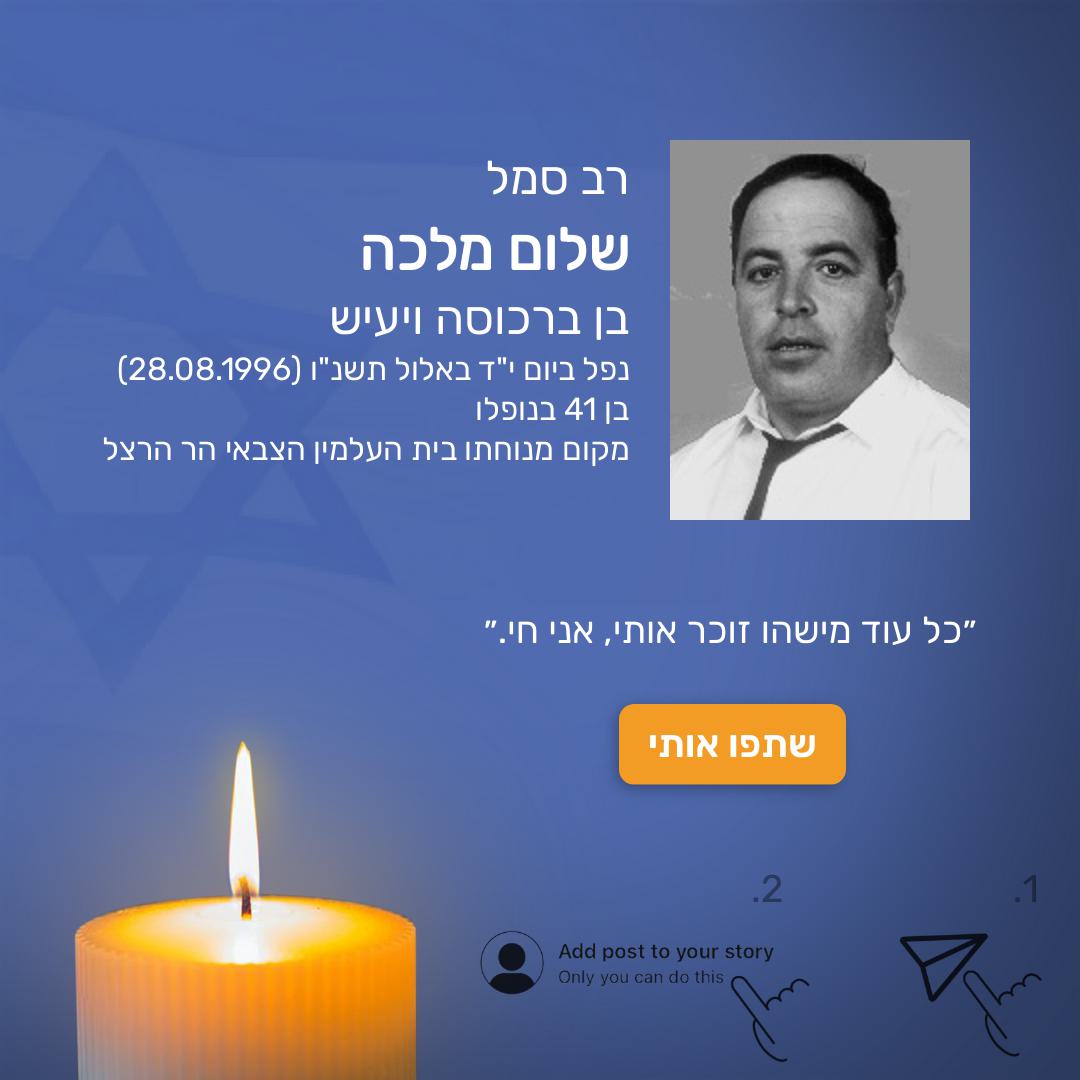 רב סמל
שלום מלכה
בן ברכוסה ויעיש
נפל ביום י"ד באלול תשנ"ו (28.08.1996)
בן 41 בנופלו
מקום מנוחתו בית העלמין הצבאי הר הרצל
״כל עוד מישהו זוכר אותי, אני חי.״
שתפו אותי
.1
.2
Add post to your story
Only you can do this